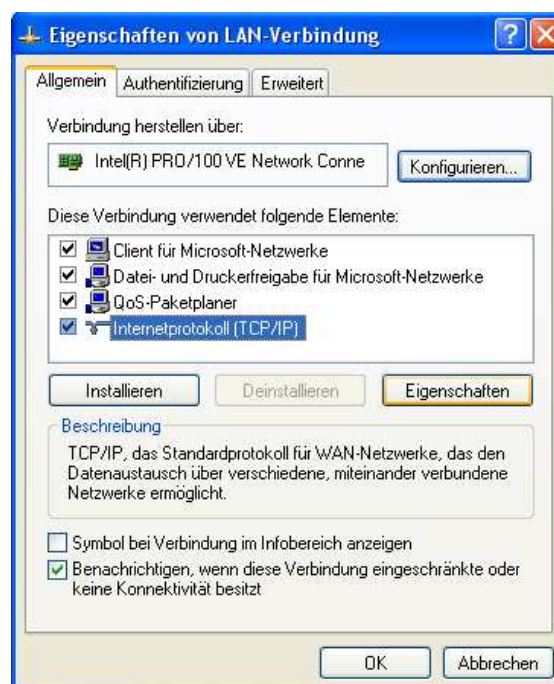 Eigenschaften von LAN-Verbindung
Allgemein Authentifizierung Erweitert
Verbindung herstellen über:
Intel(R) PRO/100 VE Network Conne
Konfigurieren...
Diese Verbindung verwendet folgende Elemente:
Client für Microsoft-Netzwerke
Datei- und Druckerfreigabe für Microsoft-Netzwerke
QoS-Paketplaner
Internetprotokoll (TCP/IP)
Installieren Deinstallieren Eigenschaften
Beschreibung
TCP/IP, das Standardprotokoll für WAN-Netzwerke, das den
Datenaustausch über verschiedene, miteinander verbundene
Netzwerke ermöglicht.
Symbol bei Verbindung im Infobereich anzeigen
Benachrichtigen, wenn diese Verbindung eingeschränkte oder
keine Konnektivität besitzt
OK Abbrechen